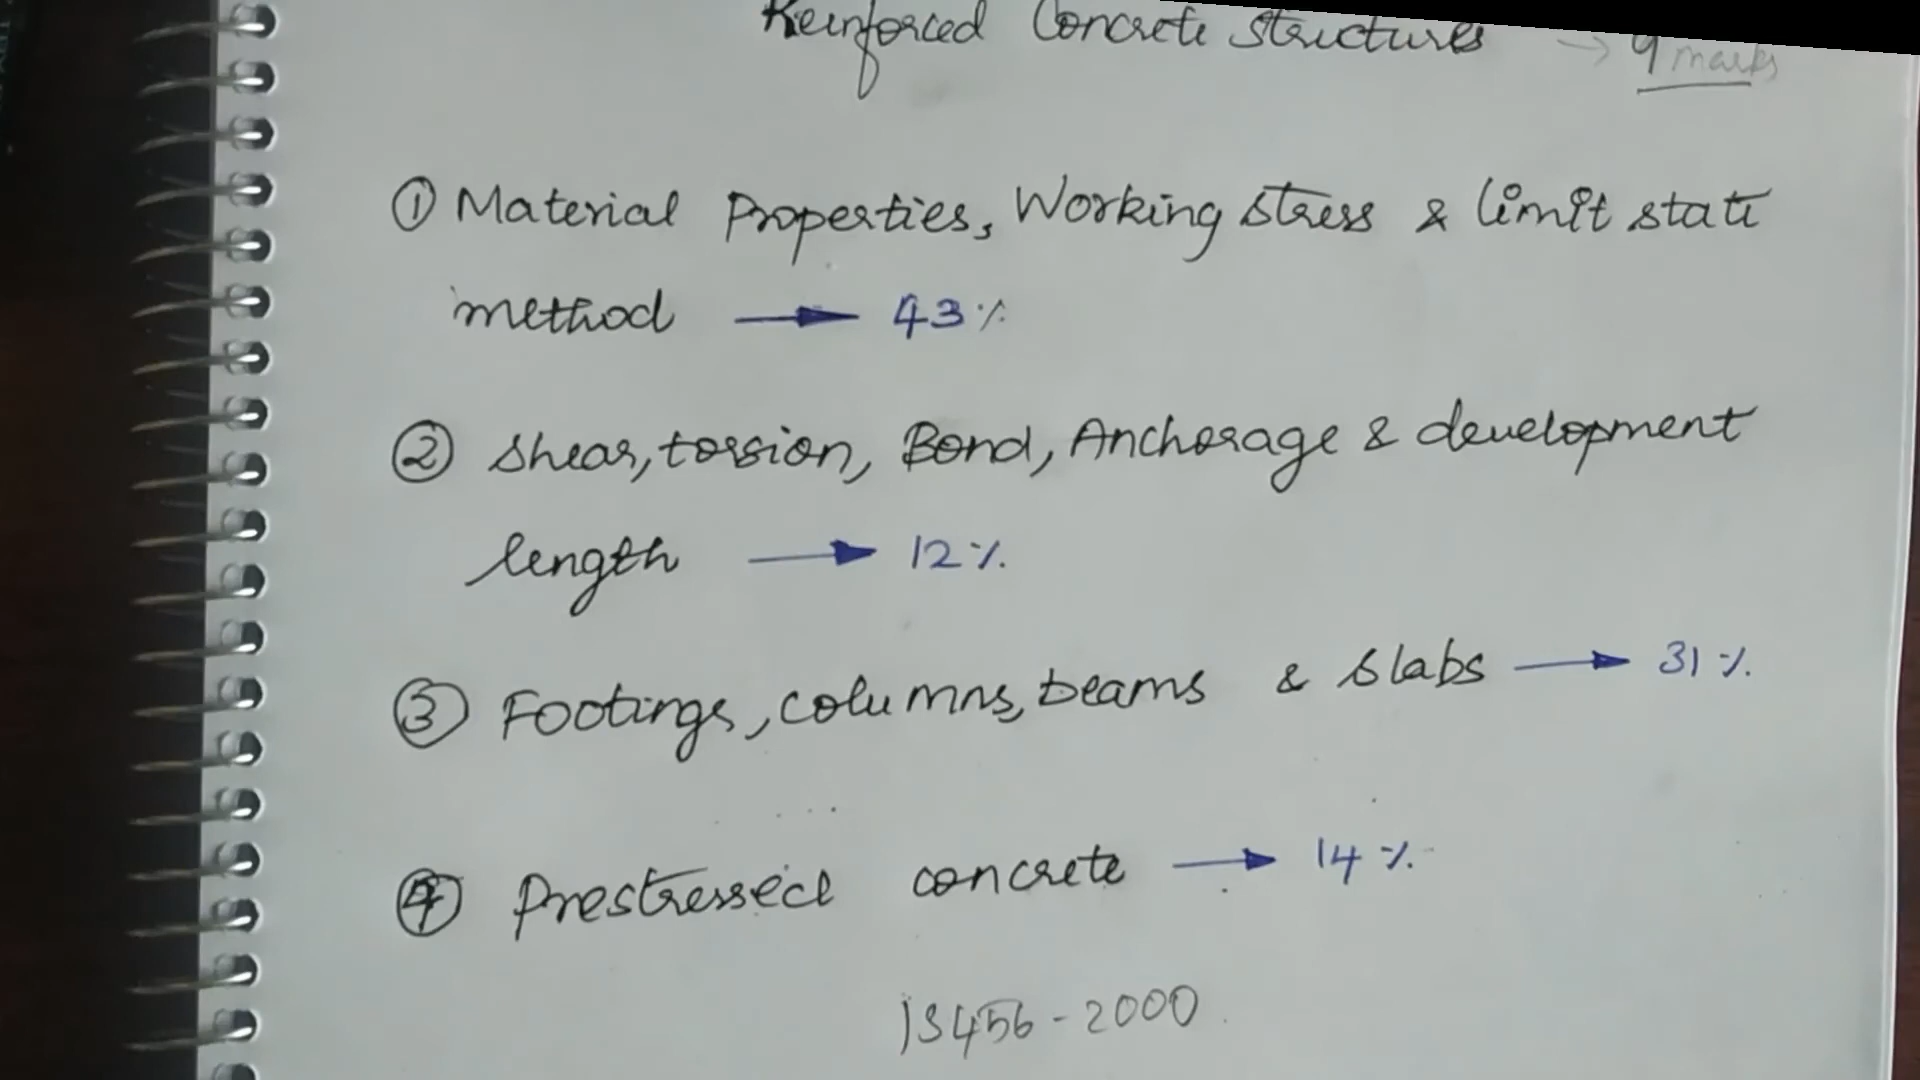 Reinforced Concrete Structures → 9 marks
① Material Properties, Working stress & limit state
method → 43%
② Shear, torsion, Bond, Anchorage & development
length → 12%
③ Footings, columns, beams & slabs → 31%
④ Prestressed concrete → 14%
IS456-2000